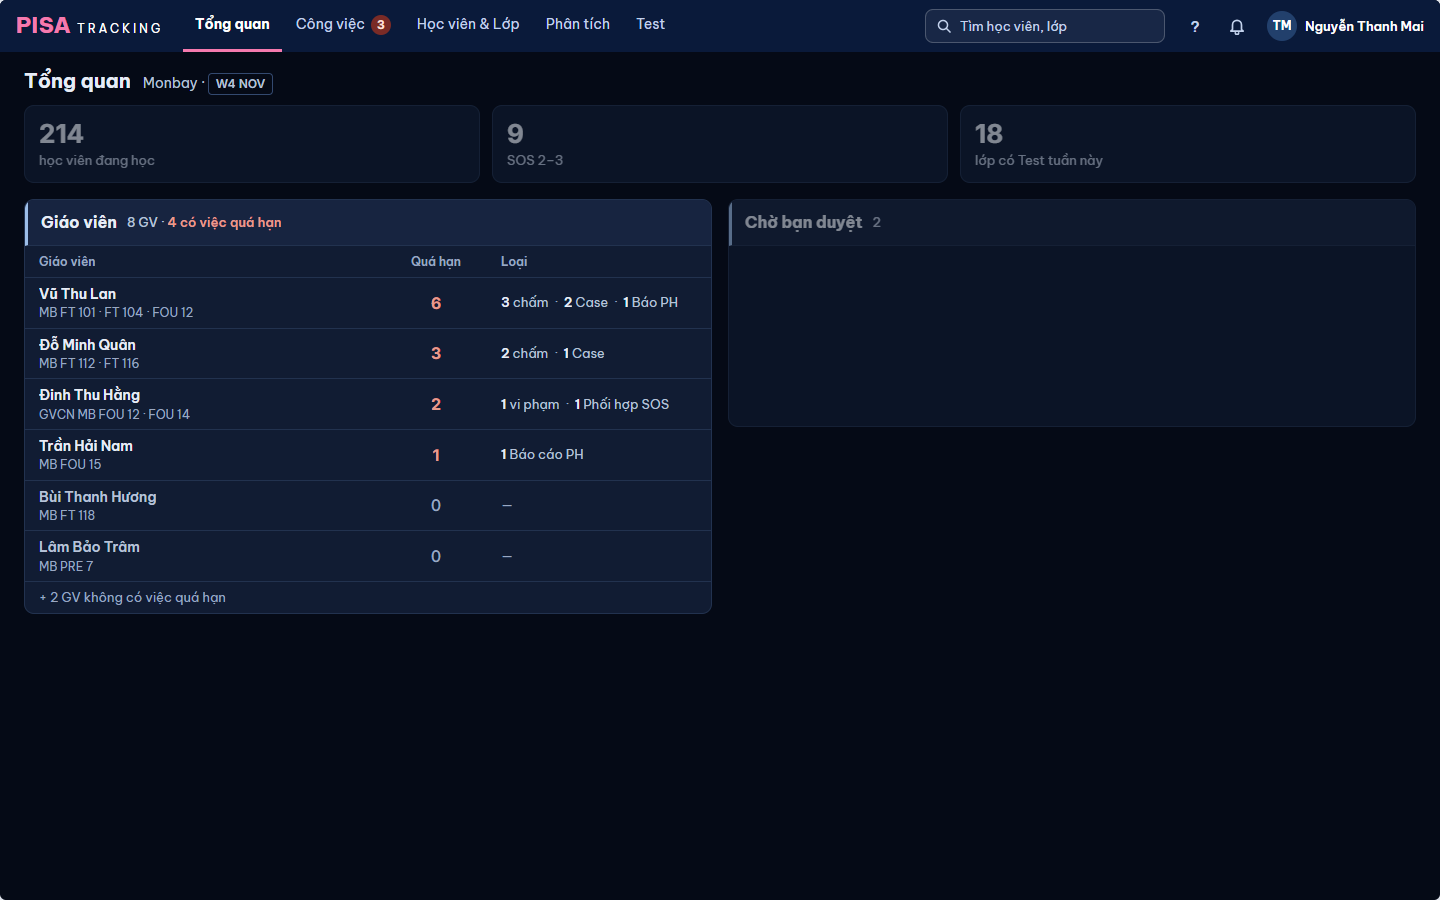 PISA TRACKING Tổng quan Công việc 3 Học viên & Lớp Phân tích Test Tìm học viên, lớp ? TM Nguyễn Thanh Mai
Tổng quan Monbay · W4 NOV
214
học viên đang học
9
SOS 2–3
18
lớp có Test tuần này
Giáo viên 8 GV · 4 có việc quá hạn
Giáo viên Quá hạn Loại
Vũ Thu Lan
MB FT 101 · FT 104 · FOU 12
6
3 chấm · 2 Case · 1 Báo PH
Đỗ Minh Quân
MB FT 112 · FT 116
3
2 chấm · 1 Case
Đinh Thu Hằng
GVCN MB FOU 12 · FOU 14
2
1 vi phạm · 1 Phối hợp SOS
Trần Hải Nam
MB FOU 15
1
1 Báo cáo PH
Bùi Thanh Hương
MB FT 118
0
—
Lâm Bảo Trâm
MB PRE 7
0
—
+ 2 GV không có việc quá hạn
Chờ bạn duyệt 2